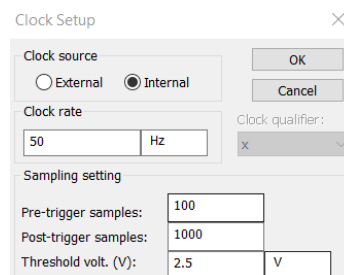 Clock Setup
Clock source
External Internal
OK
Cancel
Clock rate
50 Hz
Clock qualifier:
x
Sampling setting
Pre-trigger samples: 100
Post-trigger samples: 1000
Threshold volt. (V): 2.5 V